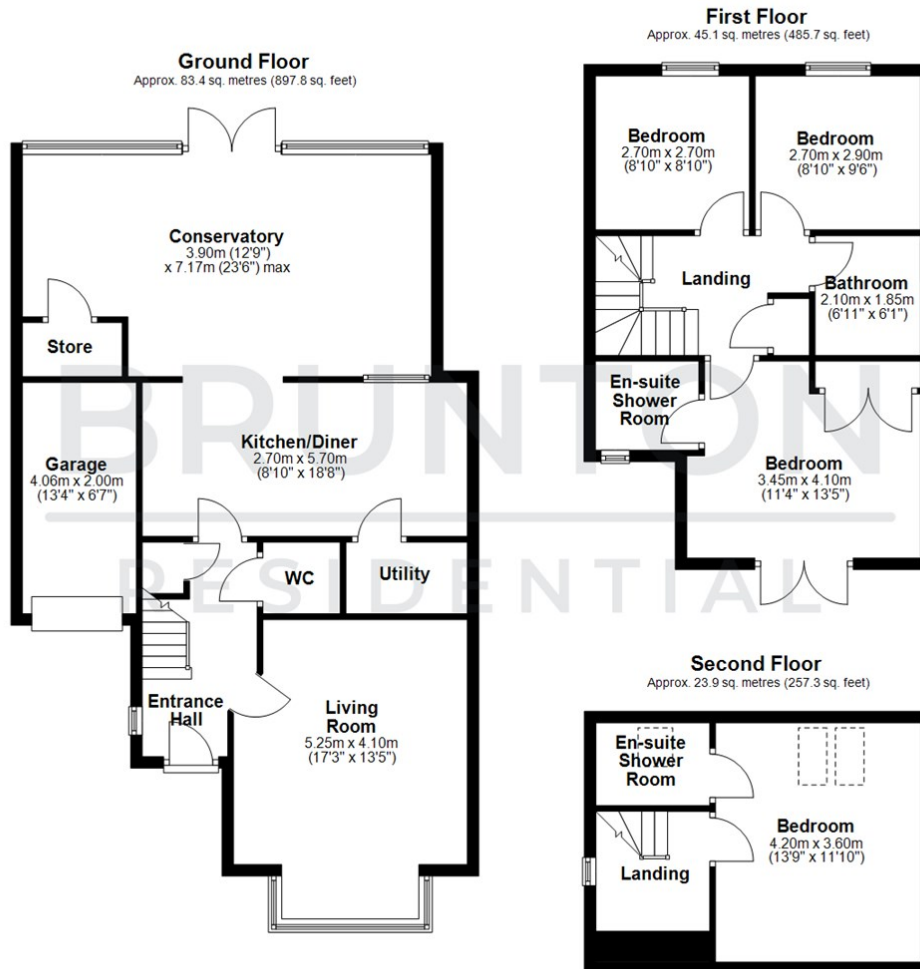 Ground Floor
Approx. 83.4 sq. metres (897.8 sq. feet)
Conservatory
3.90m (12'9")
x 7.17m (23'6") max
Store
Kitchen/Diner
2.70m x 5.70m
(8'10" x 18'8")
Garage
4.06m x 2.00m
(13'4" x 6'7")
WC
Utility
Entrance
Hall
Living
Room
5.25m x 4.10m
(17'3" x 13'5")
First Floor
Approx. 45.1 sq. metres (485.7 sq. feet)
Bedroom
2.70m x 2.70m
(8'10" x 8'10")
Bedroom
2.70m x 2.90m
(8'10" x 9'6")
Landing
Bathroom
2.10m x 1.85m
(6'11" x 6'1")
En-suite
Shower
Room
Bedroom
3.45m x 4.10m
(11'4" x 13'5")
Second Floor
Approx. 23.9 sq. metres (257.3 sq. feet)
En-suite
Shower
Room
Bedroom
4.20m x 3.60m
(13'9" x 11'10")
Landing
BRUNTON
RESIDENTIAL